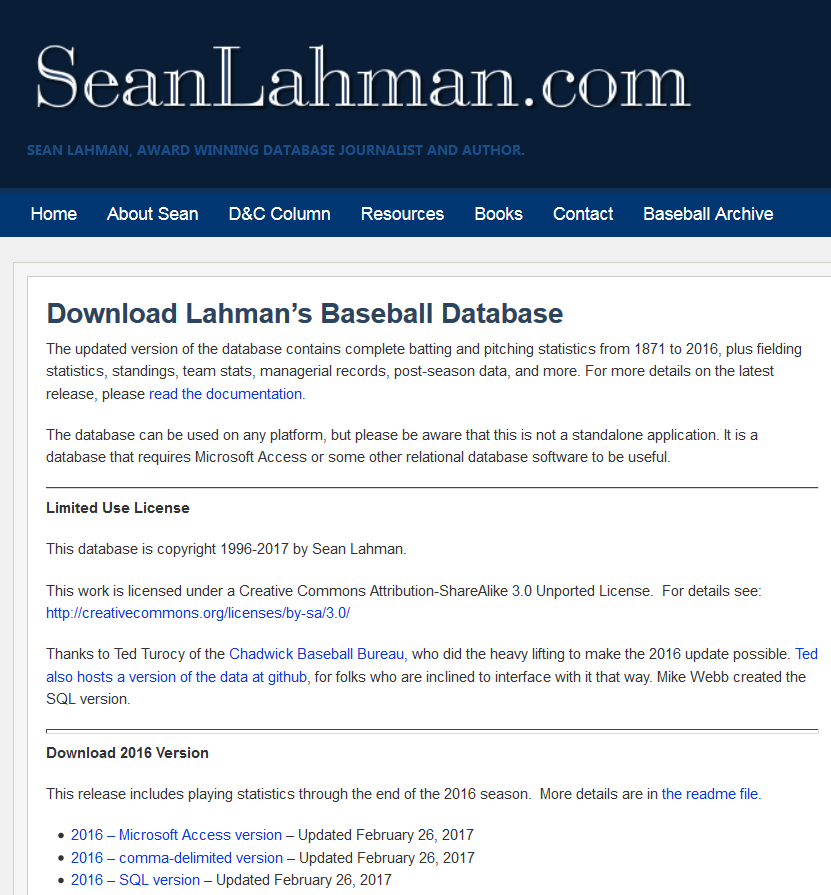 SeanLahman.com
SEAN LAHMAN, AWARD WINNING DATABASE JOURNALIST AND AUTHOR.
Home About Sean D&C Column Resources Books Contact Baseball Archive
Download Lahman’s Baseball Database
The updated version of the database contains complete batting and pitching statistics from 1871 to 2016, plus fielding
statistics, standings, team stats, managerial records, post-season data, and more. For more details on the latest
release, please read the documentation.
The database can be used on any platform, but please be aware that this is not a standalone application. It is a
database that requires Microsoft Access or some other relational database software to be useful.
Limited Use License
This database is copyright 1996-2017 by Sean Lahman.
This work is licensed under a Creative Commons Attribution-ShareAlike 3.0 Unported License.  For details see:
http://creativecommons.org/licenses/by-sa/3.0/
Thanks to Ted Turocy of the Chadwick Baseball Bureau, who did the heavy lifting to make the 2016 update possible. Ted
also hosts a version of the data at github, for folks who are inclined to interface with it that way. Mike Webb created the
SQL version.
Download 2016 Version
This release includes playing statistics through the end of the 2016 season.  More details are in the readme file.
• 2016 – Microsoft Access version – Updated February 26, 2017
• 2016 – comma-delimited version – Updated February 26, 2017
• 2016 – SQL version – Updated February 26, 2017